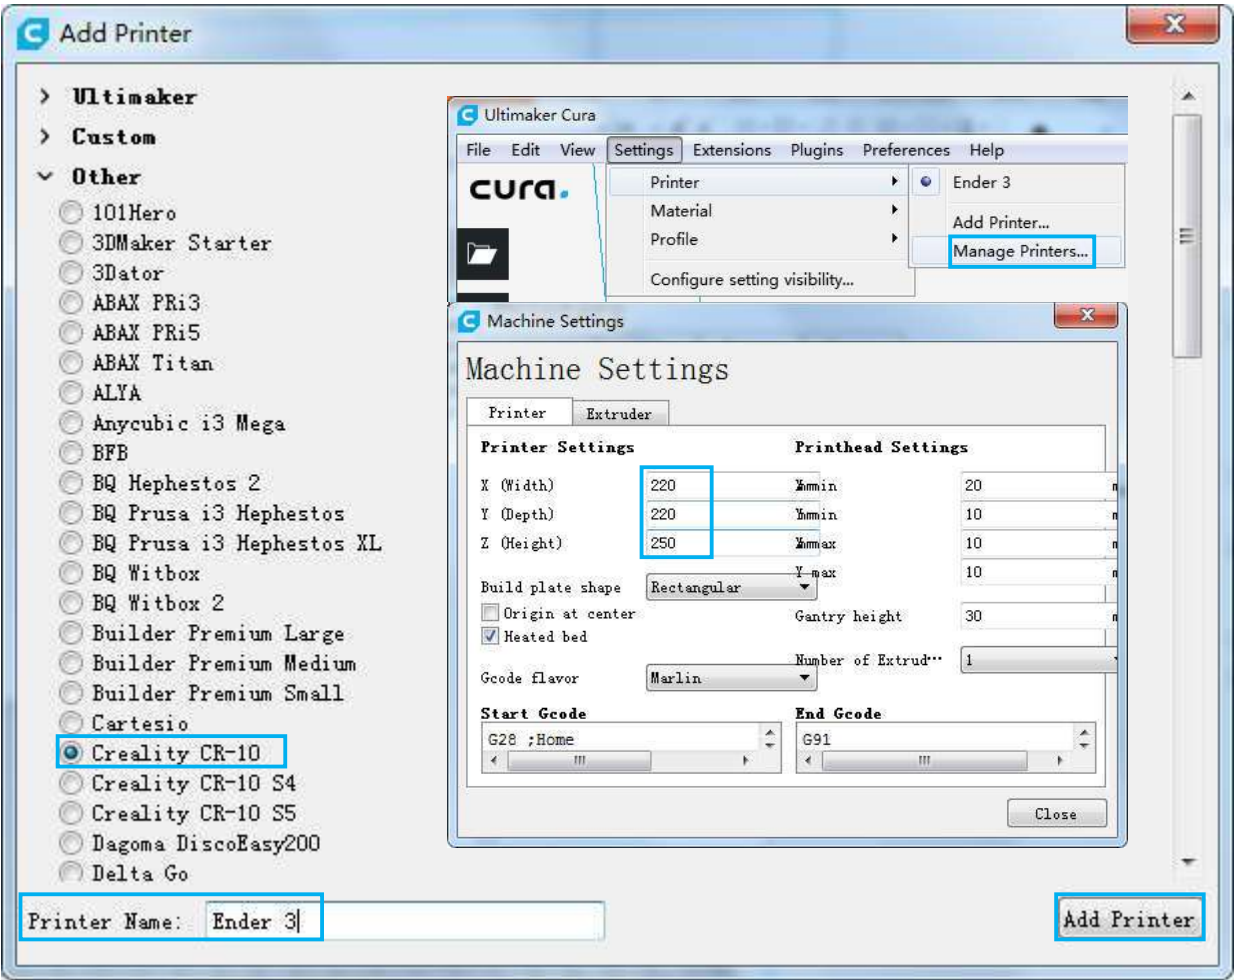 Add Printer
Ultimaker
Custom
Other
101Hero
3DMaker Starter
3Dator
ABAX PRi3
ABAX PRi5
ABAX Titan
ALYA
Anycubic i3 Mega
BFB
BQ Hephestos 2
BQ Prusa i3 Hephestos
BQ Prusa i3 Hephestos XL
BQ Witbox
BQ Witbox 2
Builder Premium Large
Builder Premium Medium
Builder Premium Small
Cartesio
Creality CR-10
Creality CR-10 S4
Creality CR-10 S5
Dagoma DiscoEasy200
Delta Go
Printer Name: Ender 3
Add Printer
Ultimaker Cura
File Edit View Settings Extensions Plugins Preferences Help
cura.
Printer
Material
Profile
Configure setting visibility...
Ender 3
Add Printer...
Manage Printers...
Machine Settings
Machine Settings
Printer Extruder
Printer Settings
X (Width) 220
Y (Depth) 220
Z (Height) 250
Build plate shape Rectangular
Origin at center
Heated bed
Gcode flavor Marlin
Start Gcode
G28 ;Home
Printhead Settings
20
10
10
Y max 10
Gantry height 30
Number of Extrud… 1
End Gcode
G91
Close